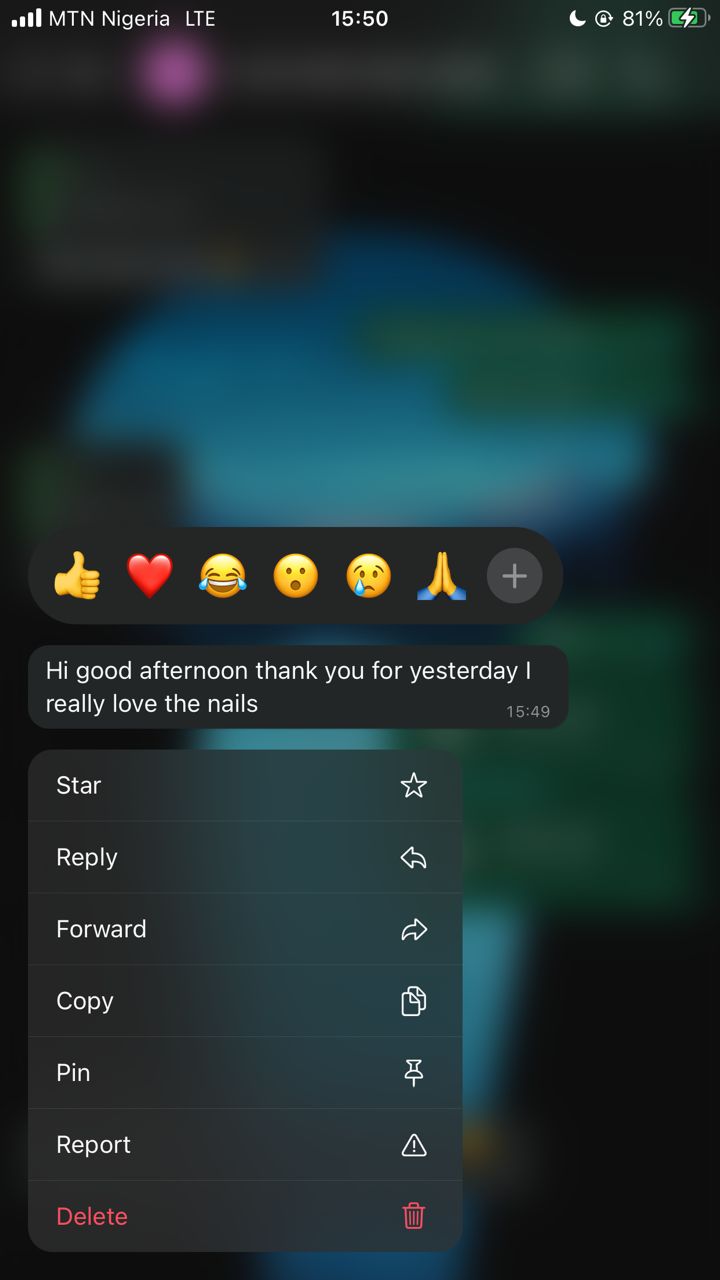 MTN Nigeria LTE 15:50 81%
Hi good afternoon thank you for yesterday I
really love the nails
15:49
Star
Reply
Forward
Copy
Pin
Report
Delete